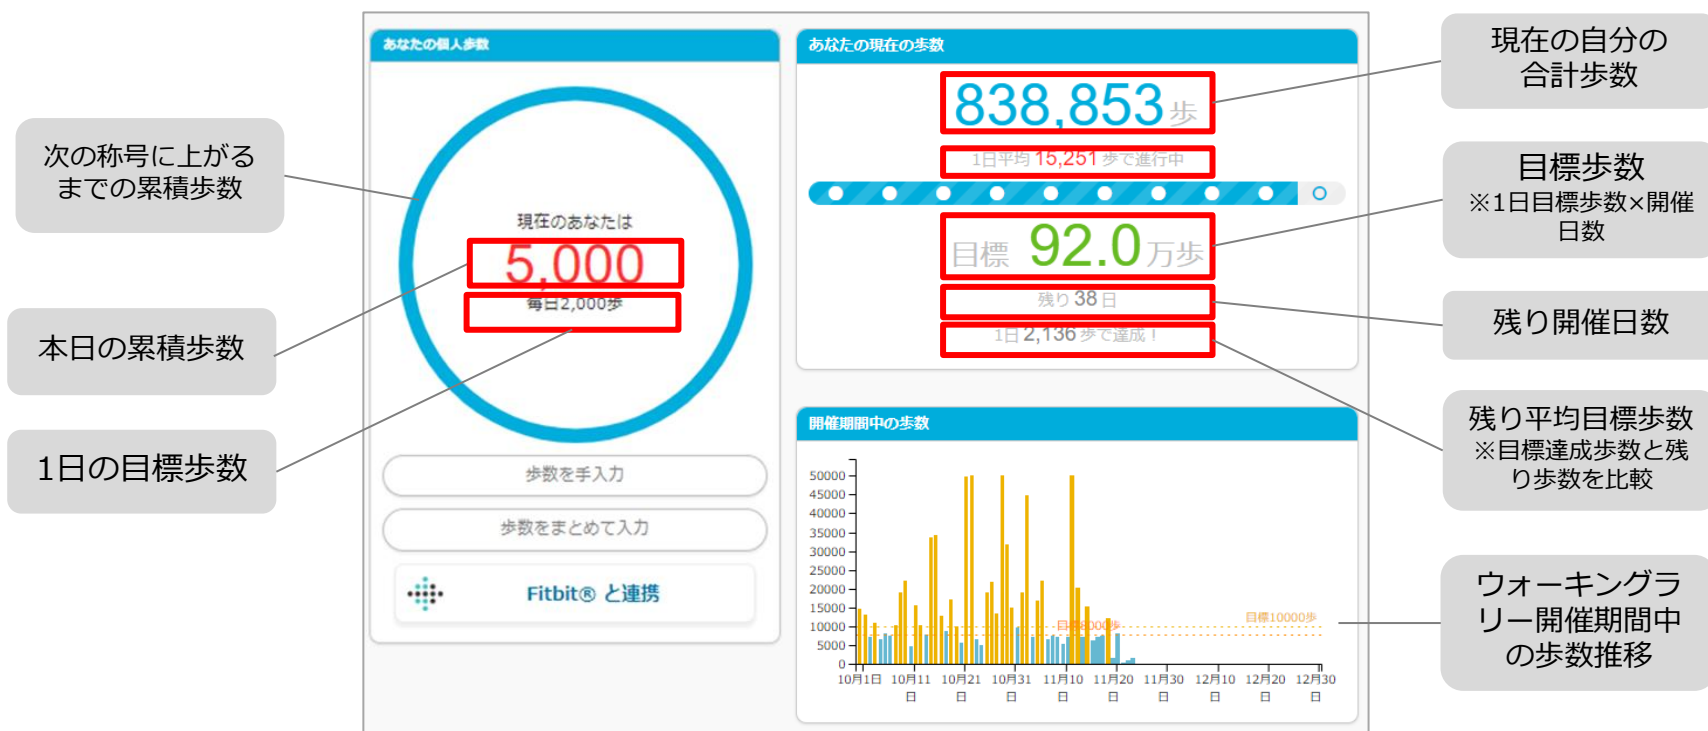 次の称号に上がる
までの累積歩数
本日の累積歩数
1日の目標歩数
あなたの個人歩数
現在のあなたは
5,000
毎日2,000歩
歩数を手入力
歩数をまとめて入力
Fitbit® と連携
あなたの現在の歩数
838,853 歩
1日平均 15,251 歩で進行中
目標 92.0 万歩
残り 38 日
1日 2,136 歩で達成！
開催期間中の歩数
50000
45000
40000
35000
30000
25000
20000
15000
10000
5000
0
目標10000歩
目標8000歩
10月1日 10月11日 10月21日 10月31日 11月10日 11月20日 11月30日 12月10日 12月20日 12月30日
現在の自分の
合計歩数
目標歩数
※1日目標歩数×開催
日数
残り開催日数
残り平均目標歩数
※目標達成歩数と残
り歩数を比較
ウォーキングラ
リー開催期間中
の歩数推移